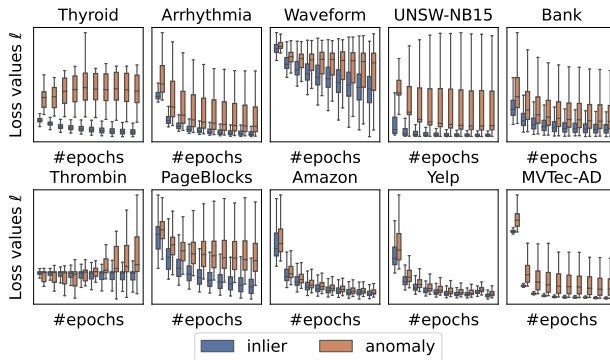 Thyroid Arrhythmia Waveform UNSW-NB15 Bank
Loss values ℓ
#epochs #epochs #epochs #epochs #epochs
Thrombin PageBlocks Amazon Yelp MVTec-AD
Loss values ℓ
#epochs #epochs #epochs #epochs #epochs
inlier anomaly